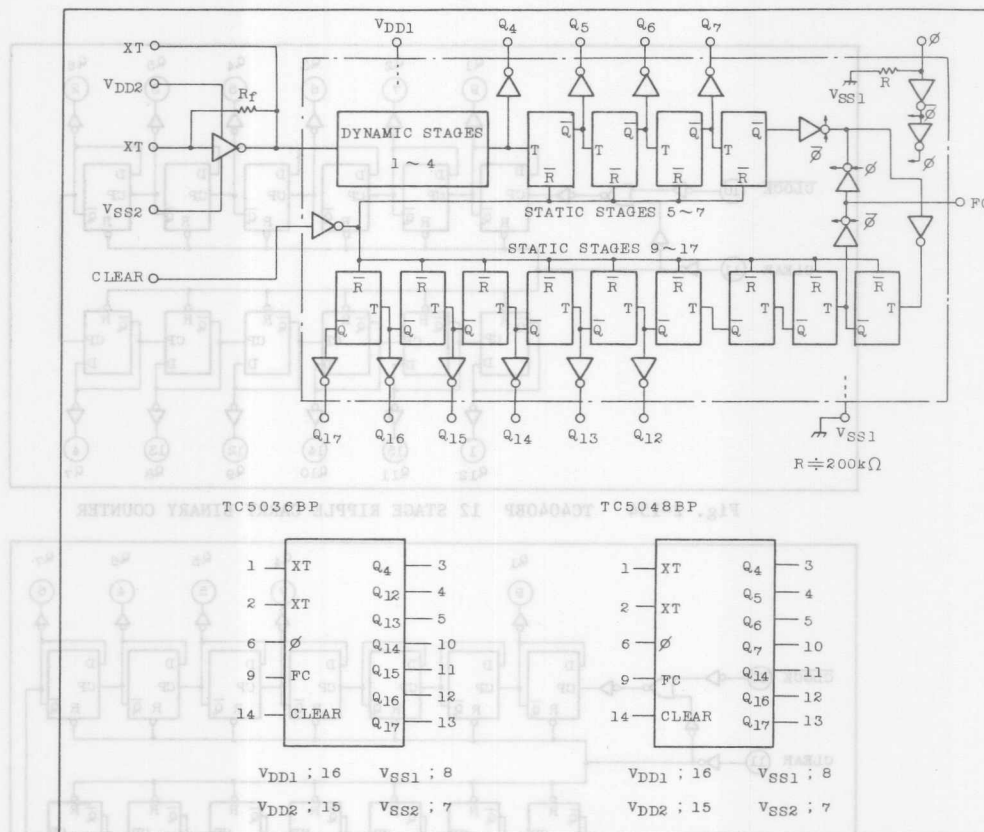 VDD1 Q4 Q5 Q6 Q7 ø
XT
VDD2
Rf
XT
VSS2
CLEAR
DYNAMIC STAGES
1 ~ 4
Q̅ Q̅ Q̅
T T T T
R̅ R̅ R̅ R̅
VSS1 R
ø̅
ø
ø̅
ø
ø̅
FC
STATIC STAGES 5~7
STATIC STAGES 9~17
R̅ R̅ R̅ R̅ R̅ R̅ R̅ R̅ R̅
T T T T T T
Q̅ Q̅ Q̅ Q̅ Q̅ Q̅ Q̅ Q̅ Q̅
Q17 Q16 Q15 Q14 Q13 Q12
VSS1
R≒200kΩ
TC5036BP
1 XT Q4 3
2 XT Q12 4
Q13 5
6 ø Q14 10
9 FC Q15 11
Q16 12
14 CLEAR Q17 13
VDD1 ; 16 VSS1 ; 8
VDD2 ; 15 VSS2 ; 7
TC5048BP
1 XT Q4 3
2 XT Q5 4
Q6 5
6 ø Q7 10
9 FC Q14 11
Q16 12
14 CLEAR Q17 13
VDD1 ; 16 VSS1 ; 8
VDD2 ; 15 VSS2 ; 7